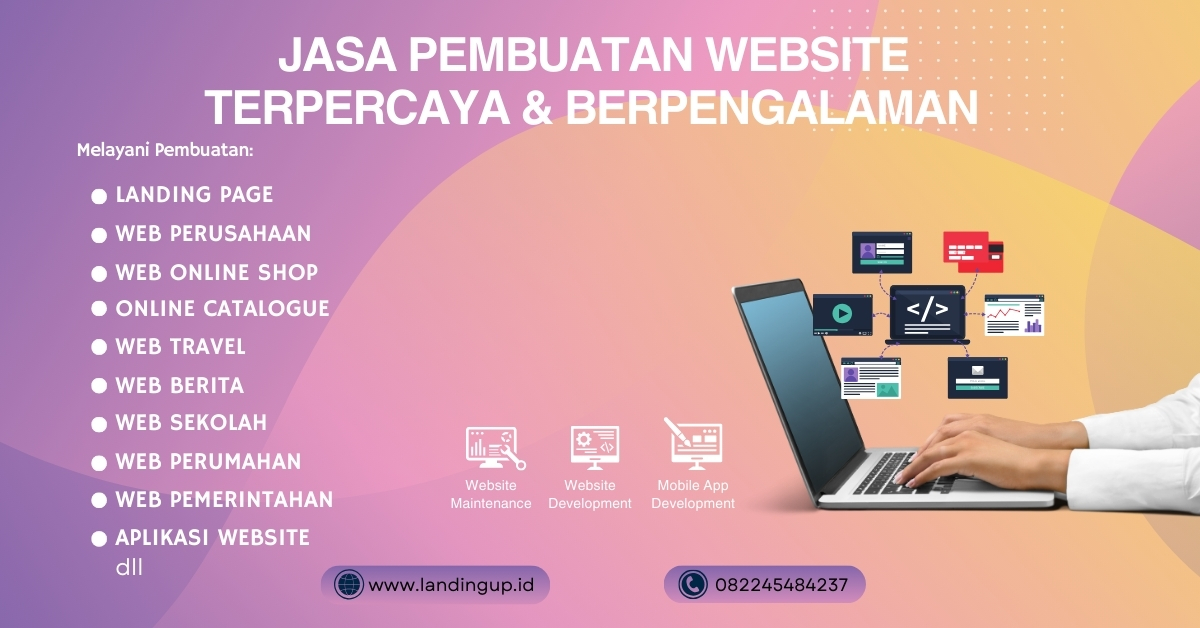 JASA PEMBUATAN WEBSITE
TERPERCAYA & BERPENGALAMAN
Melayani Pembuatan:
LANDING PAGE
WEB PERUSAHAAN
WEB ONLINE SHOP
ONLINE CATALOGUE
WEB TRAVEL
WEB BERITA
WEB SEKOLAH
WEB PERUMAHAN
WEB PEMERINTAHAN
APLIKASI WEBSITE
dll
</>
Website
Maintenance
Website
Development
Mobile App
Development
www.landingup.id
082245484237